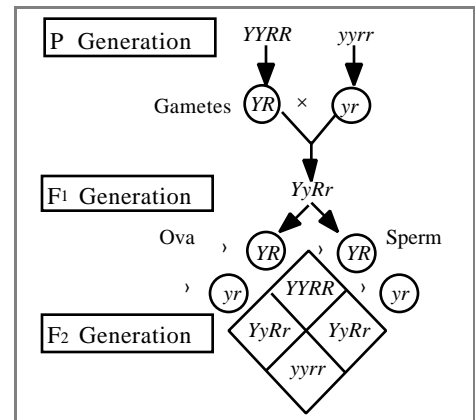 P Generation YYRR yyrr
Gametes YR × yr
YyRr
F1 Generation
Ova YR YR Sperm
yr YYRR yr
F2 Generation YyRr YyRr
yyrr